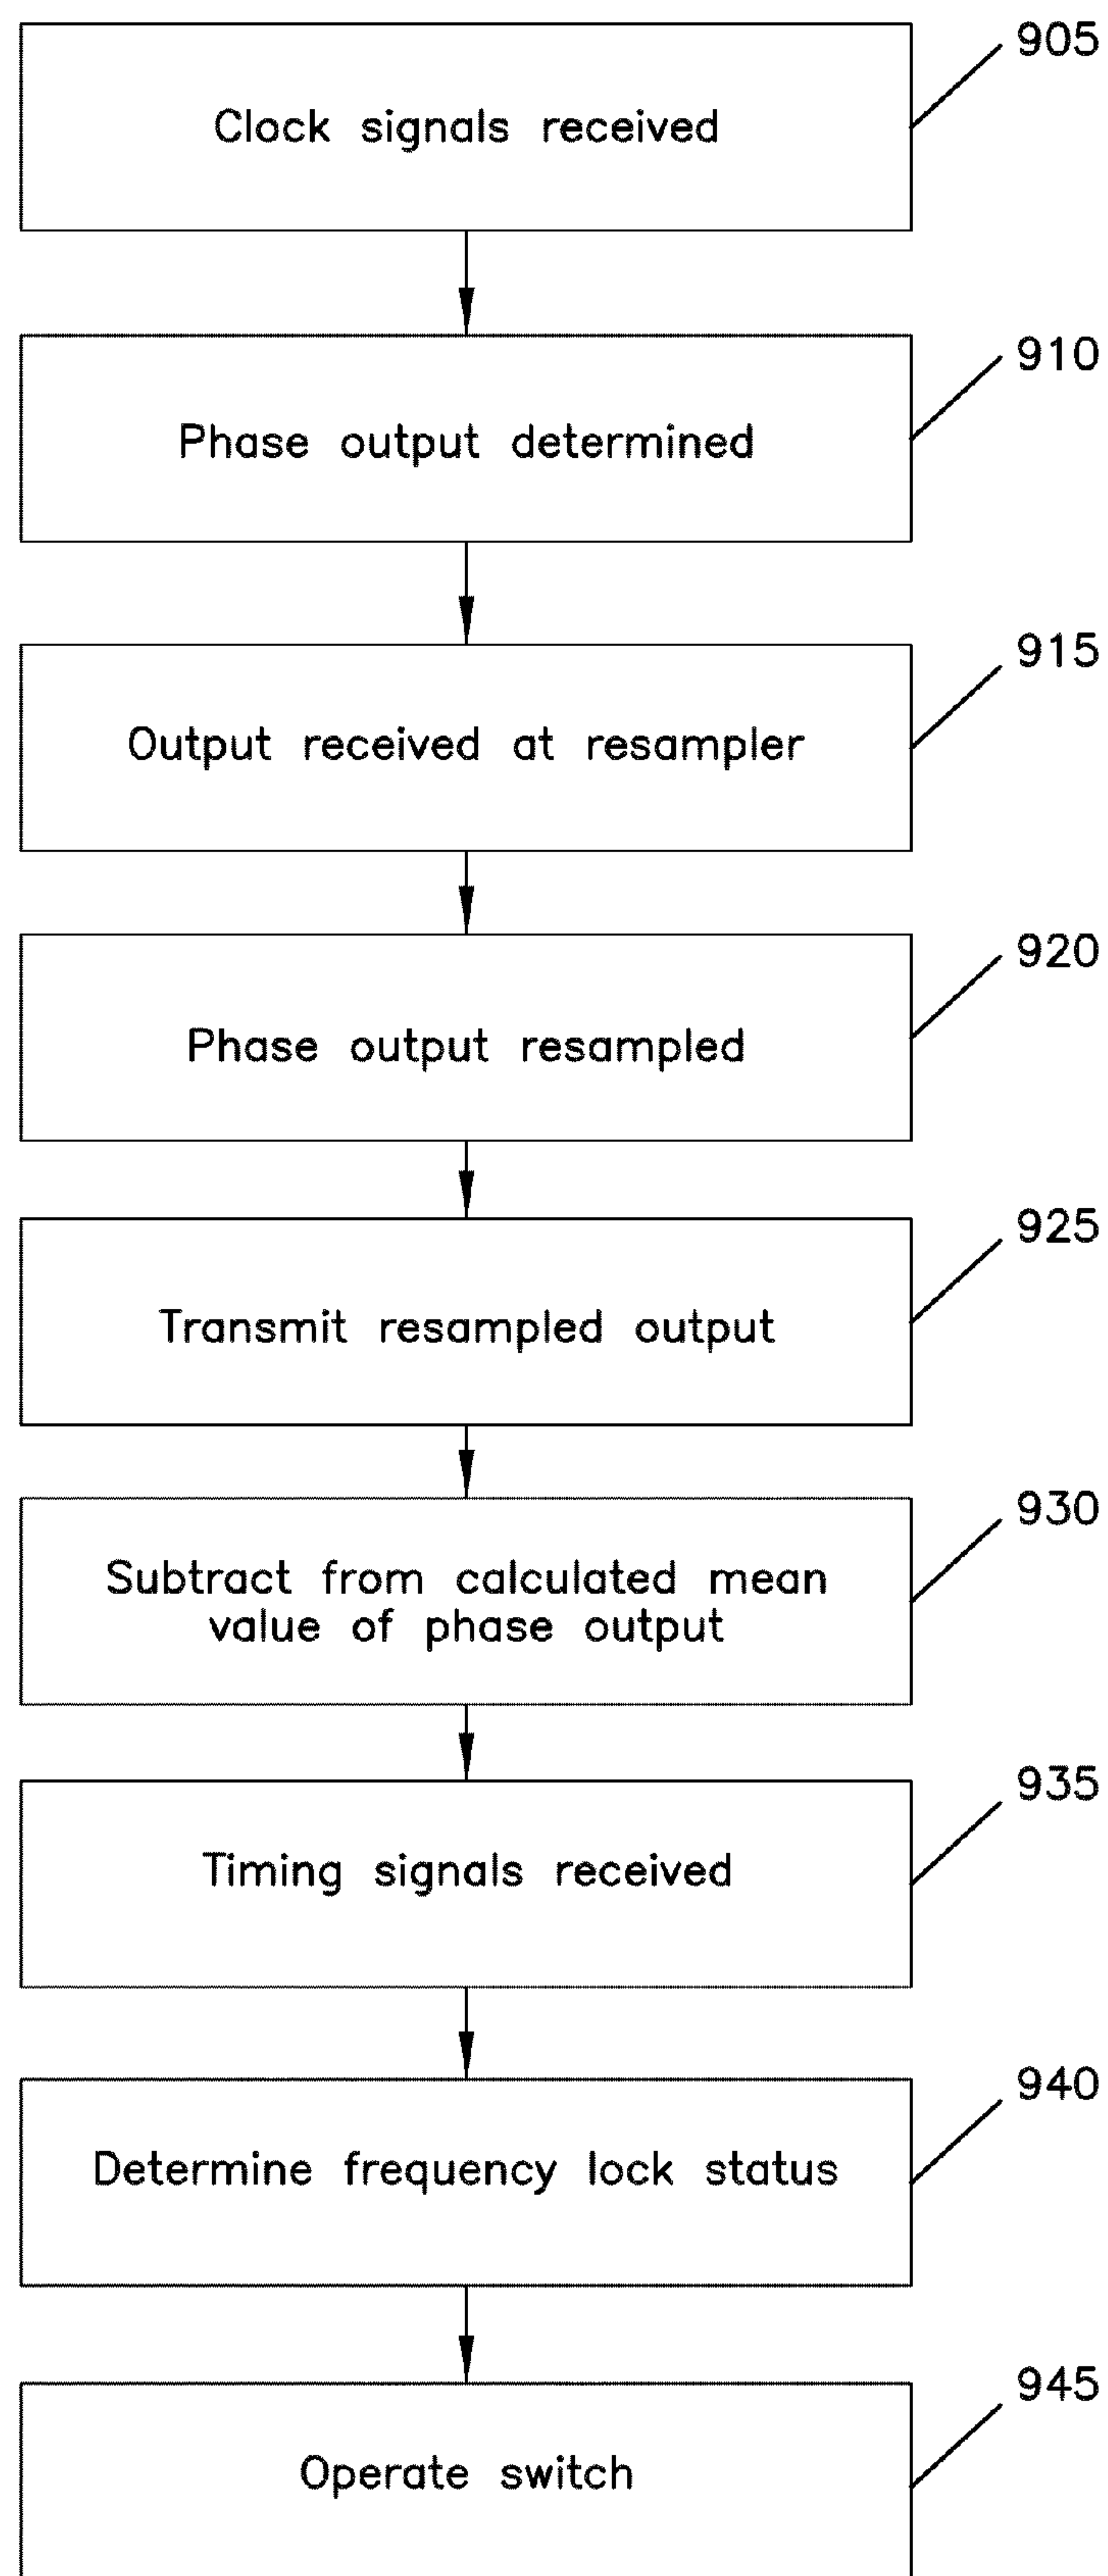 905
Clock signals received
910
Phase output determined
915
Output received at resampler
920
Phase output resampled
925
Transmit resampled output
930
Subtract from calculated mean
value of phase output
935
Timing signals received
940
Determine frequency lock status
945
Operate switch